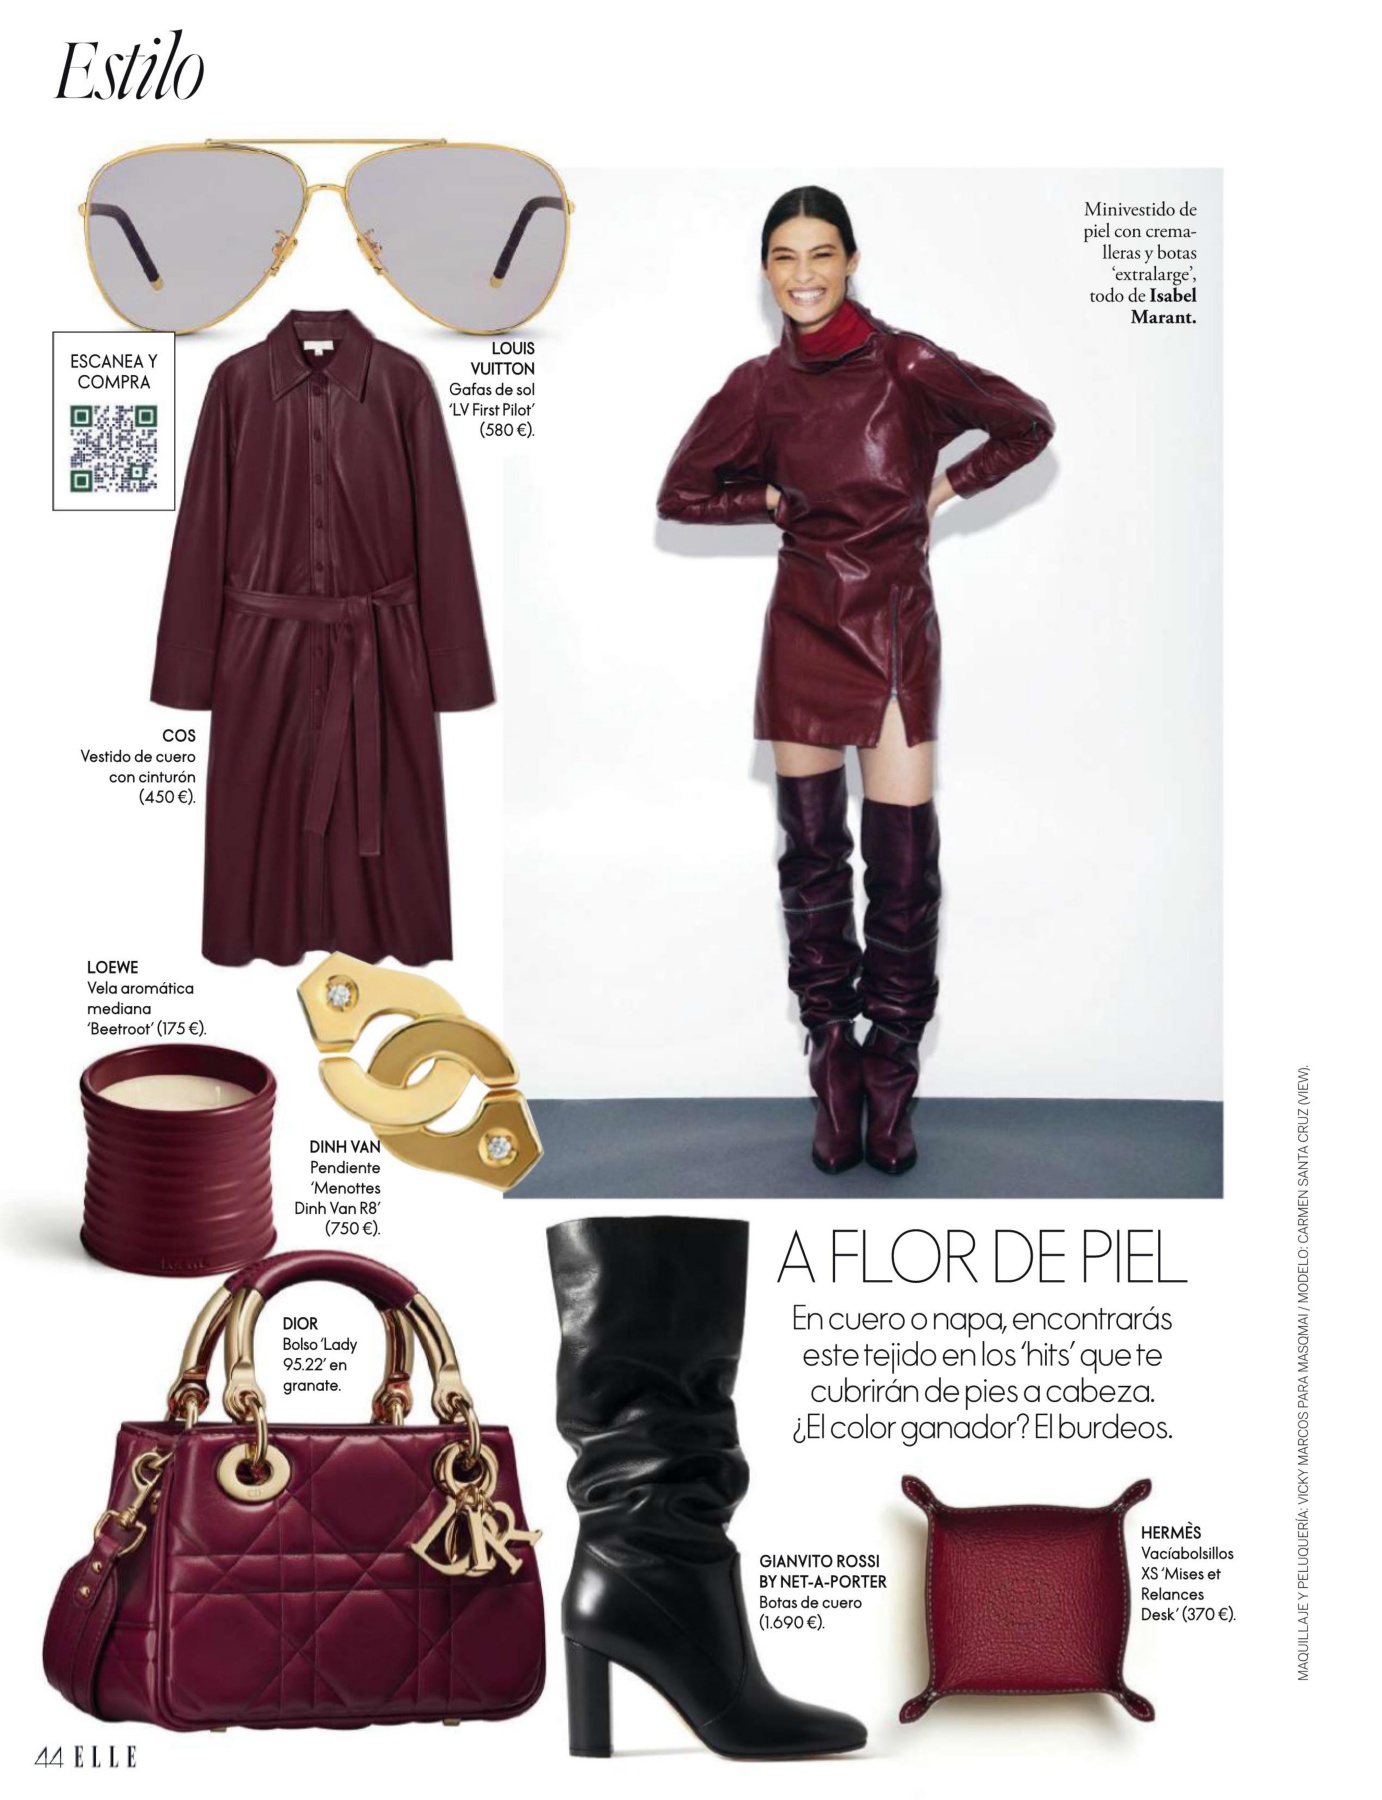 Estilo
ESCANEA Y
COMPRA
LOUIS
VUITTON
Gafas de sol
‘LV First Pilot’
(580 €).
Minivestido de
piel con crema-
lleras y botas
‘extralarge’,
todo de Isabel
Marant.
COS
Vestido de cuero
con cinturón
(450 €).
LOEWE
Vela aromática
mediana
‘Beetroot’ (175 €).
DINH VAN
Pendiente
‘Menottes
Dinh Van R8’
(750 €).
DIOR
Bolso ‘Lady
95.22’ en
granate.
CD
A FLOR DE PIEL
En cuero o napa, encontrarás
este tejido en los ‘hits’ que te
cubrirán de pies a cabeza.
¿El color ganador? El burdeos.
GIANVITO ROSSI
BY NET-A-PORTER
Botas de cuero
(1.690 €).
HERMÈS
Vacíabolsillos
XS ‘Mises et
Relances
Desk’ (370 €).
MAQUILLAJE Y PELUQUERÍA: VICKY MARCOS PARA MASQMAI / MODELO: CARMEN SANTA CRUZ (VIEW).
44 ELLE